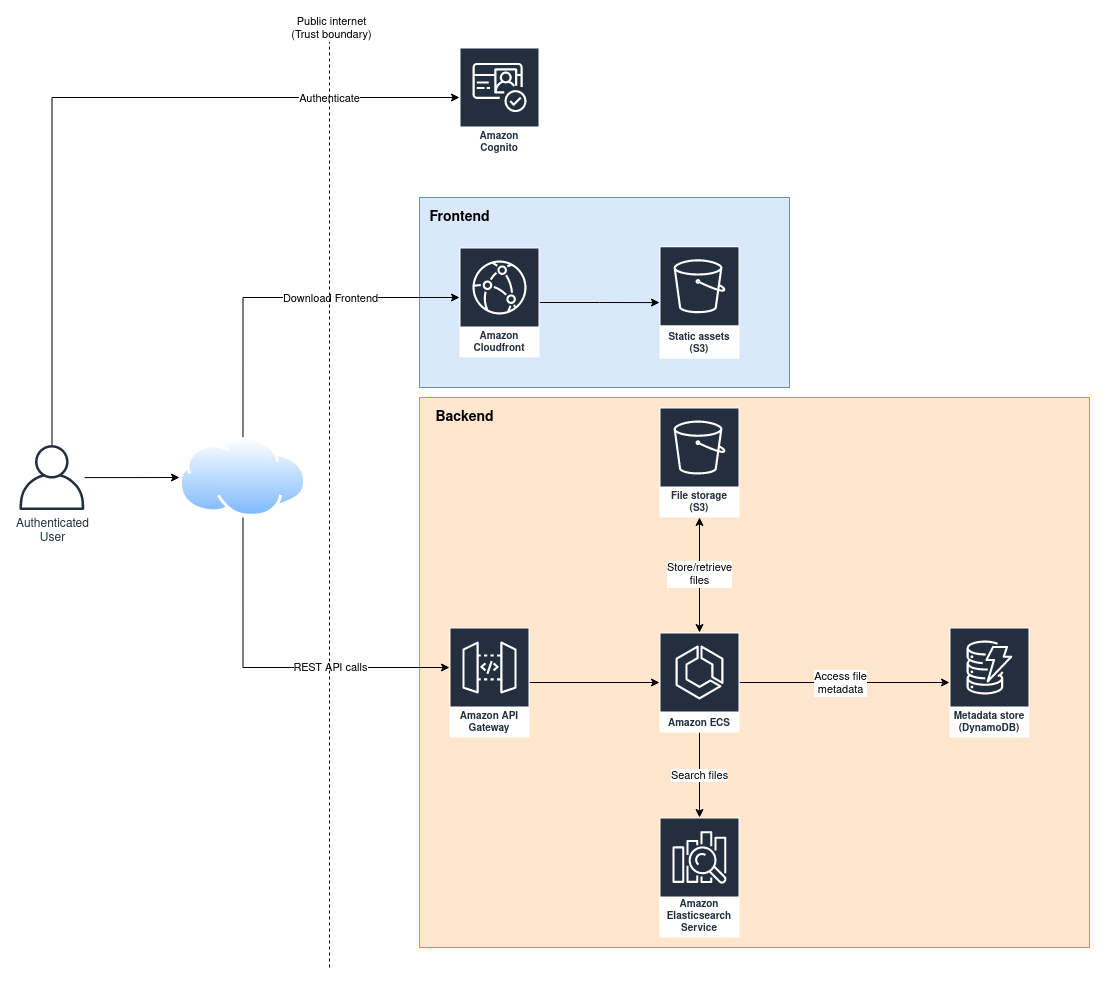 Public internet
(Trust boundary)
Authenticate
Amazon
Cognito
Frontend
Download Frontend
Amazon
Cloudfront
Static assets
(S3)
Backend
File storage
(S3)
Authenticated
User
Store/retrieve
files
REST API calls
Amazon API
Gateway
Amazon ECS
Access file
metadata
Metadata store
(DynamoDB)
Search files
Amazon
Elasticsearch
Service